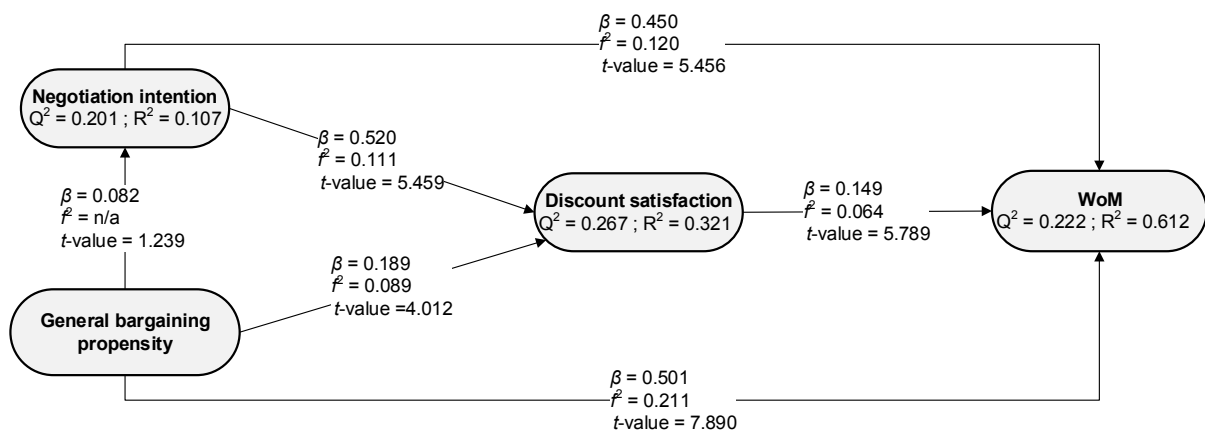 β = 0.450
f² = 0.120
t-value = 5.456
Negotiation intention
Q² = 0.201 ; R² = 0.107
β = 0.520
f² = 0.111
t-value = 5.459
β = 0.082
f² = n/a
t-value = 1.239
Discount satisfaction
Q² = 0.267 ; R² = 0.321
β = 0.149
f² = 0.064
t-value = 5.789
WoM
Q² = 0.222 ; R² = 0.612
β = 0.189
f² = 0.089
t-value =4.012
General bargaining
propensity
β = 0.501
f² = 0.211
t-value = 7.890